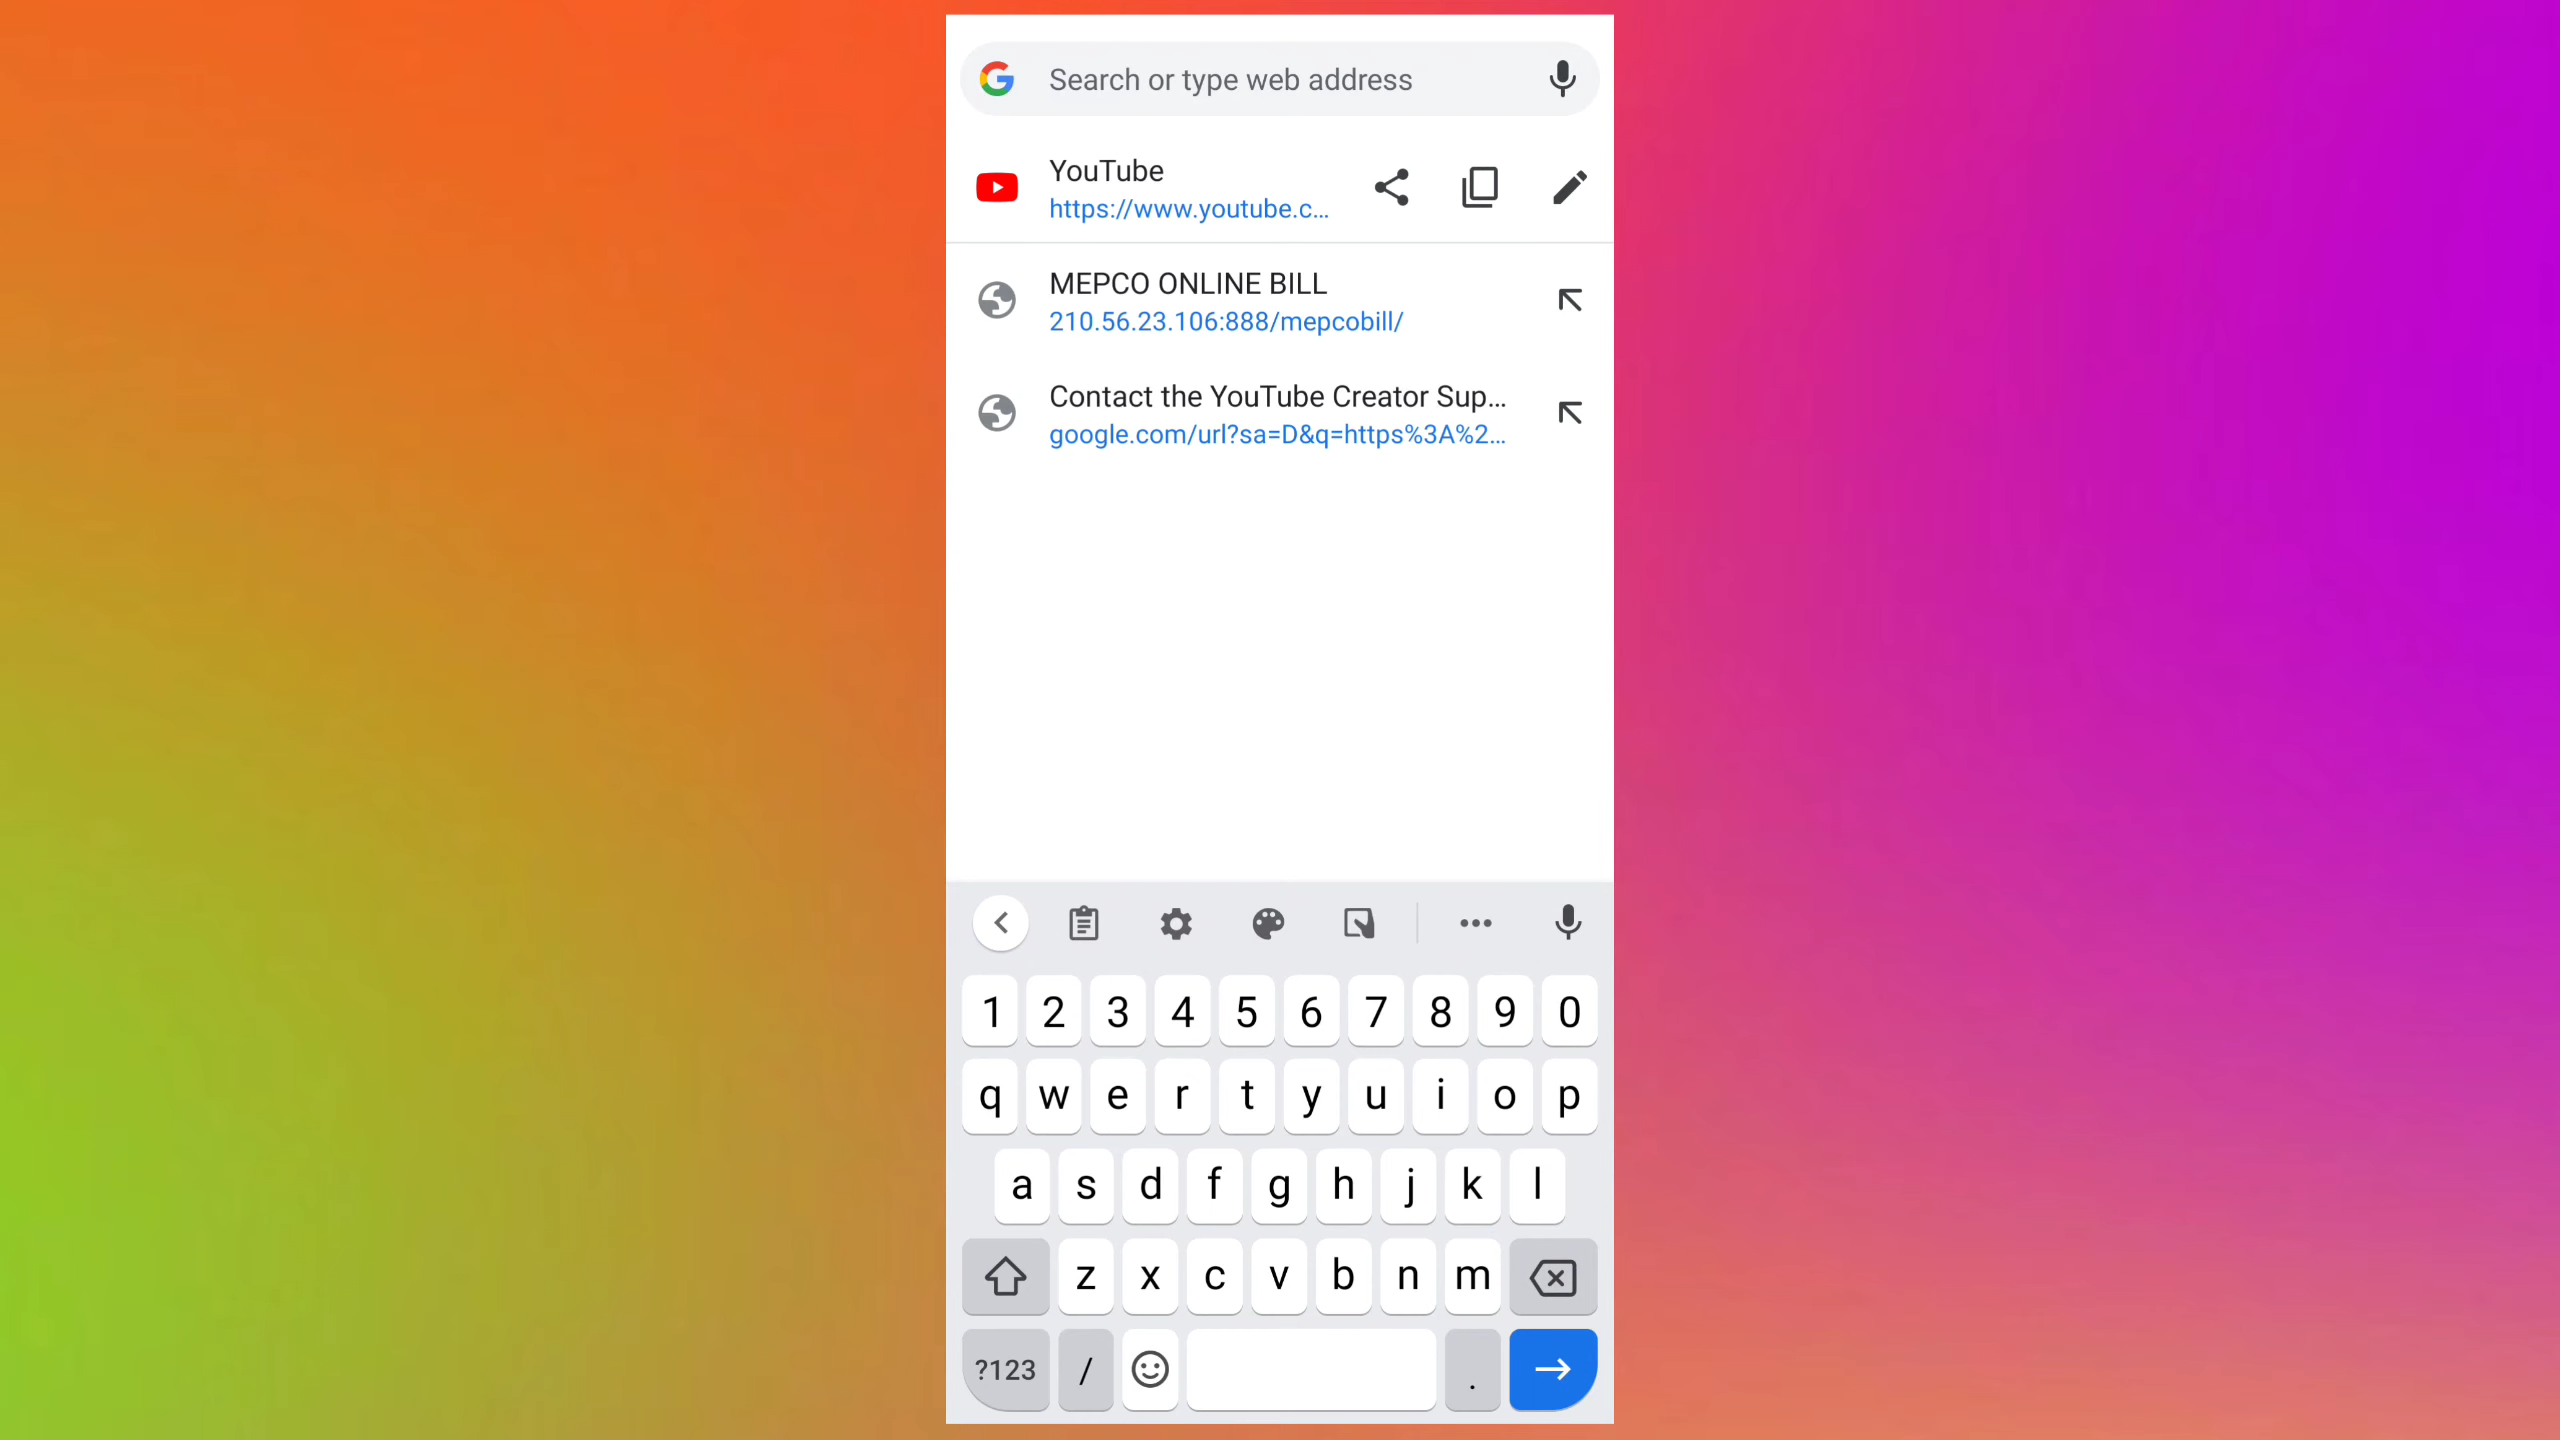 Search or type web address
YouTube
https://www.youtube.c...
MEPCO ONLINE BILL
210.56.23.106:888/mepcobill/
Contact the YouTube Creator Sup...
google.com/url?sa=D&q=https%3A%2...
1 2 3 4 5 6 7 8 9 0
q w e r t y u i o p
a s d f g h j k l
z x c v b n m
?123 / .